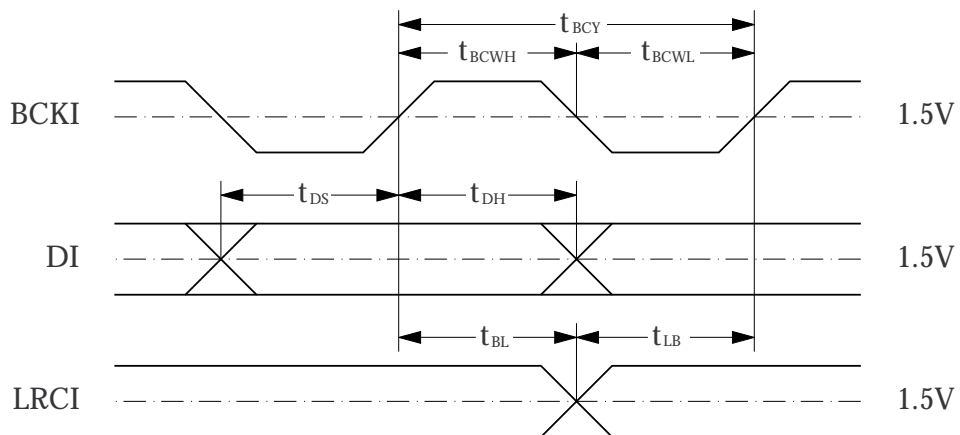 tBCY
tBCWH tBCWL
BCKI 1.5V
tDS tDH
DI 1.5V
tBL tLB
LRCI 1.5V